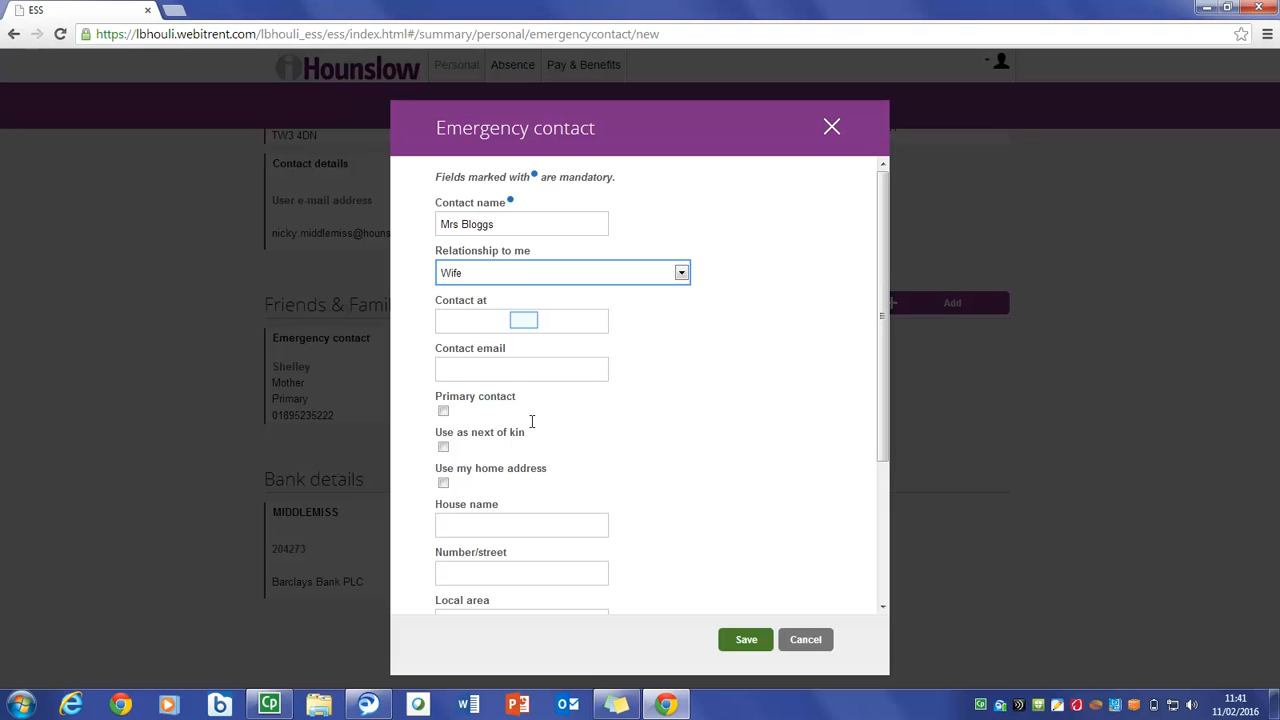 ESS
https://lbhouli.webitrent.com/lbhouli_ess/ess/index.html#/summary/personal/emergencycontact/new
Hounslow Personal Absence Pay & Benefits
Emergency contact
TW3 4DN
Contact details
User e-mail address
nicky.middlemiss@houns
Fields marked with are mandatory.
Contact name
Mrs Bloggs
Relationship to me
Wife
Contact at
Contact email
Primary contact
Use as next of kin
Use my home address
House name
Number/street
Local area
Save Cancel
Friends & Famil
Add
Emergency contact
Shelley
Mother
Primary
01895235222
Bank details
MIDDLEMISS
204273
Barclays Bank PLC
11:41
11/02/2016